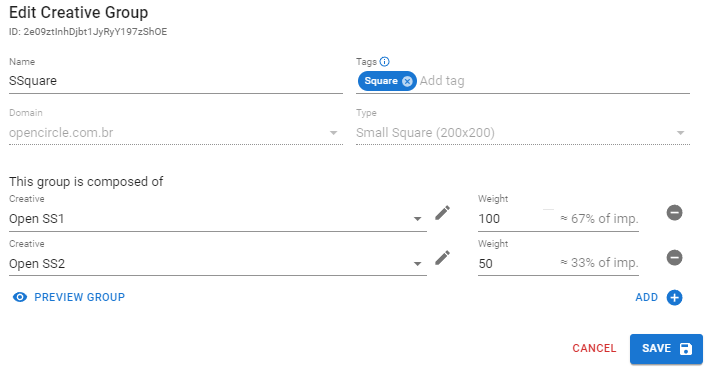 Edit Creative Group
ID: 2e09ztInhDjbt1JyRyY197zShOE
Name
SSquare
Tags
Square
Add tag
Domain
opencircle.com.br
Type
Small Square (200x200)
This group is composed of
Creative
Open SS1
Weight
100
≈ 67% of imp.
Creative
Open SS2
Weight
50
≈ 33% of imp.
PREVIEW GROUP
ADD
CANCEL
SAVE